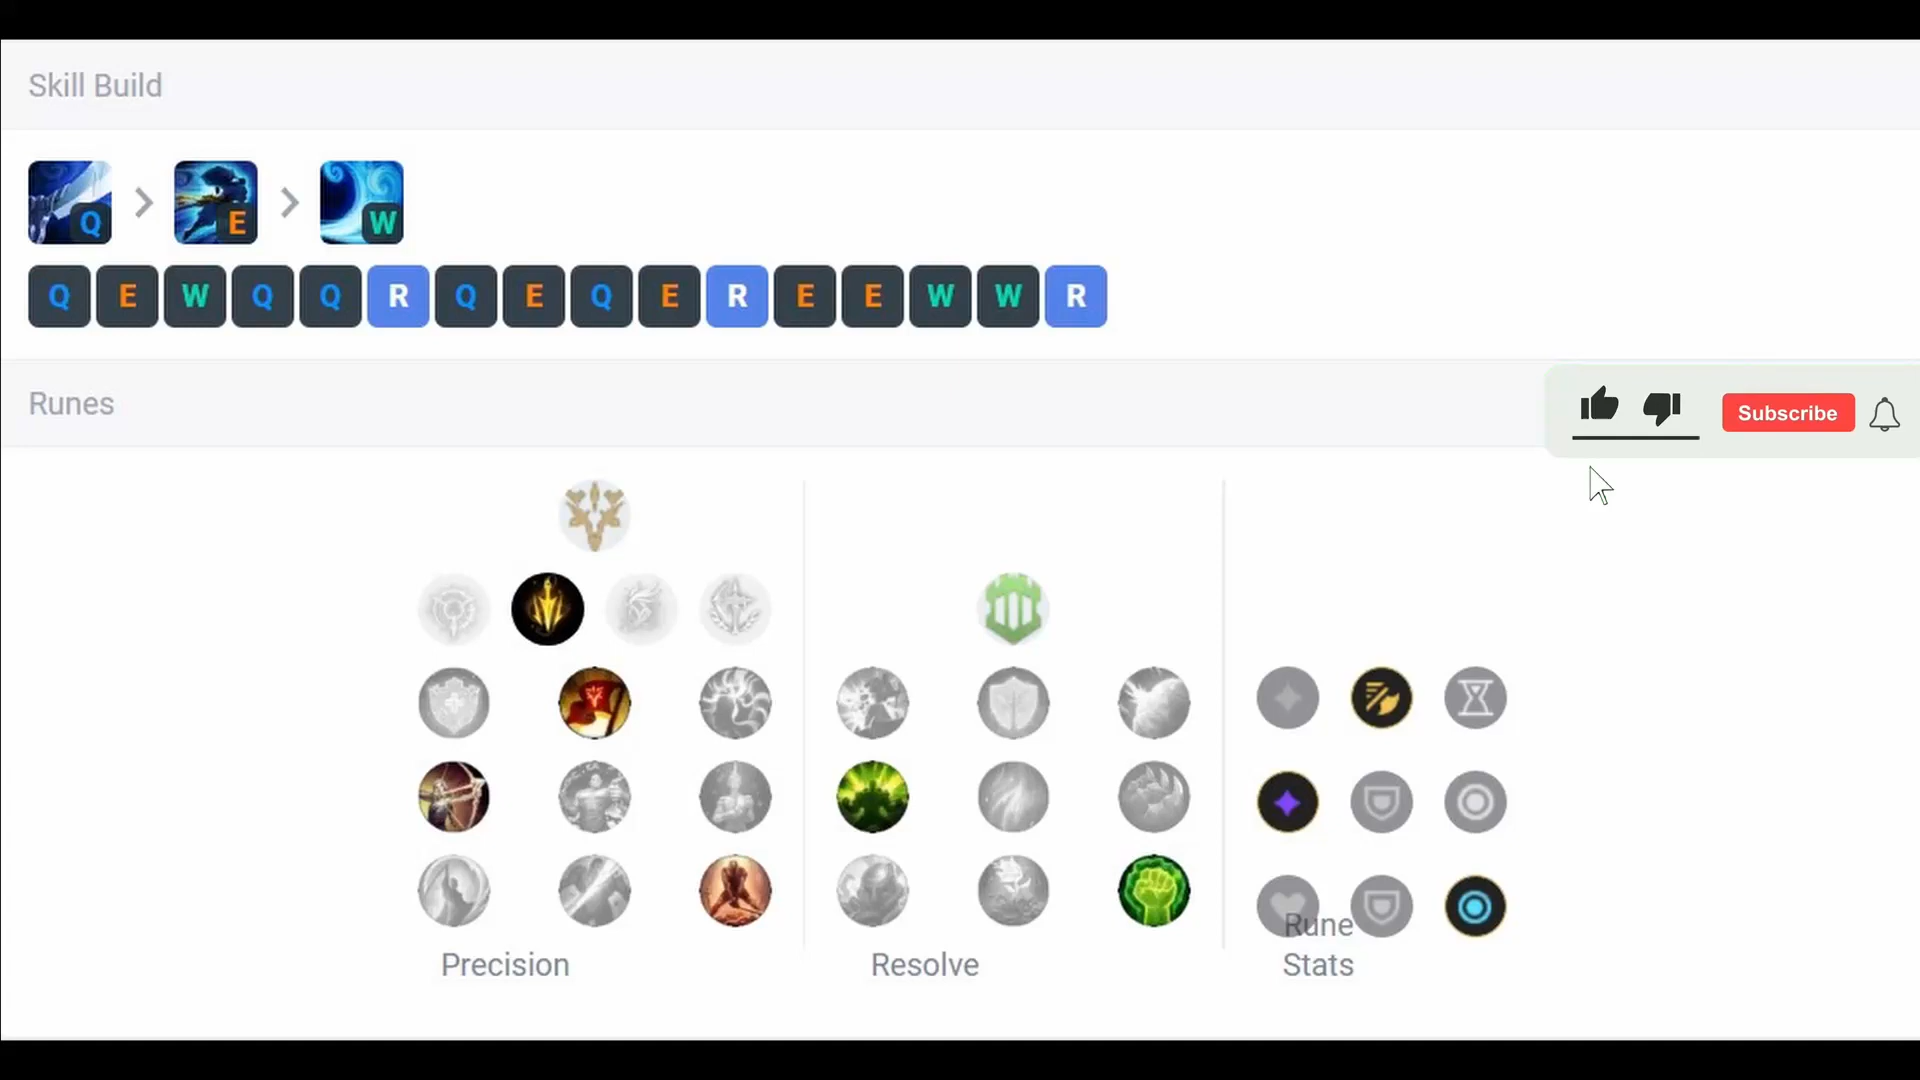 Skill Build
Q E W
Q E W Q Q R Q E Q E R E E W W R
Runes
Subscribe
Precision
Resolve
Rune
Stats